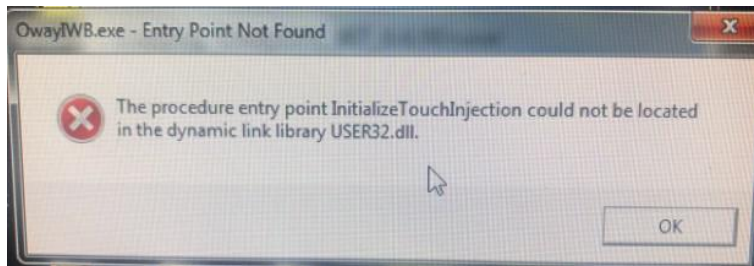 OwayIWB.exe - Entry Point Not Found
The procedure entry point InitializeTouchInjection could not be located
in the dynamic link library USER32.dll.
OK